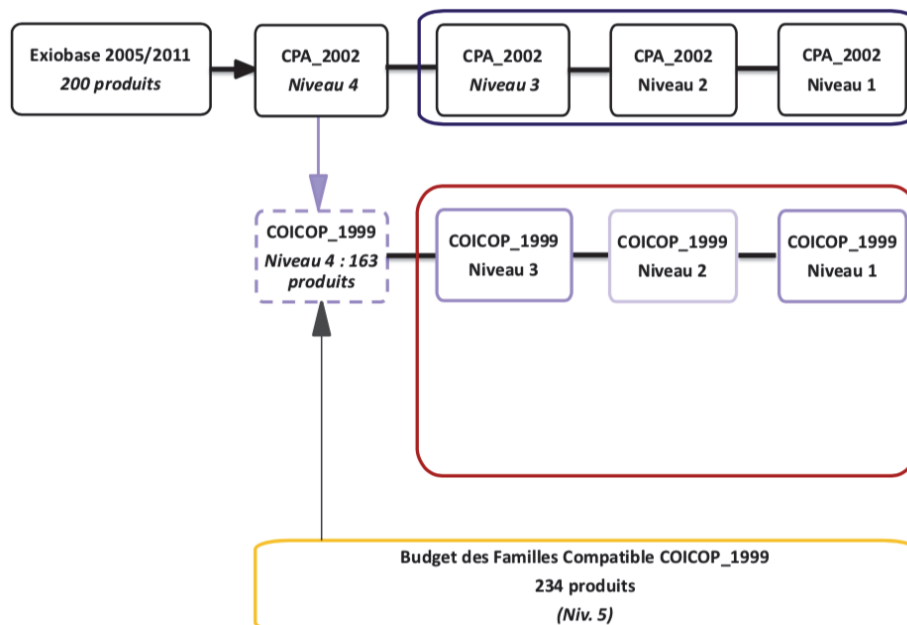 Exiobase 2005/2011
200 produits
CPA_2002
Niveau 4
CPA_2002
Niveau 3
CPA_2002
Niveau 2
CPA_2002
Niveau 1
COICOP_1999
Niveau 4 : 163
produits
COICOP_1999
Niveau 3
COICOP_1999
Niveau 2
COICOP_1999
Niveau 1
Budget des Familles Compatible COICOP_1999
234 produits
(Niv. 5)